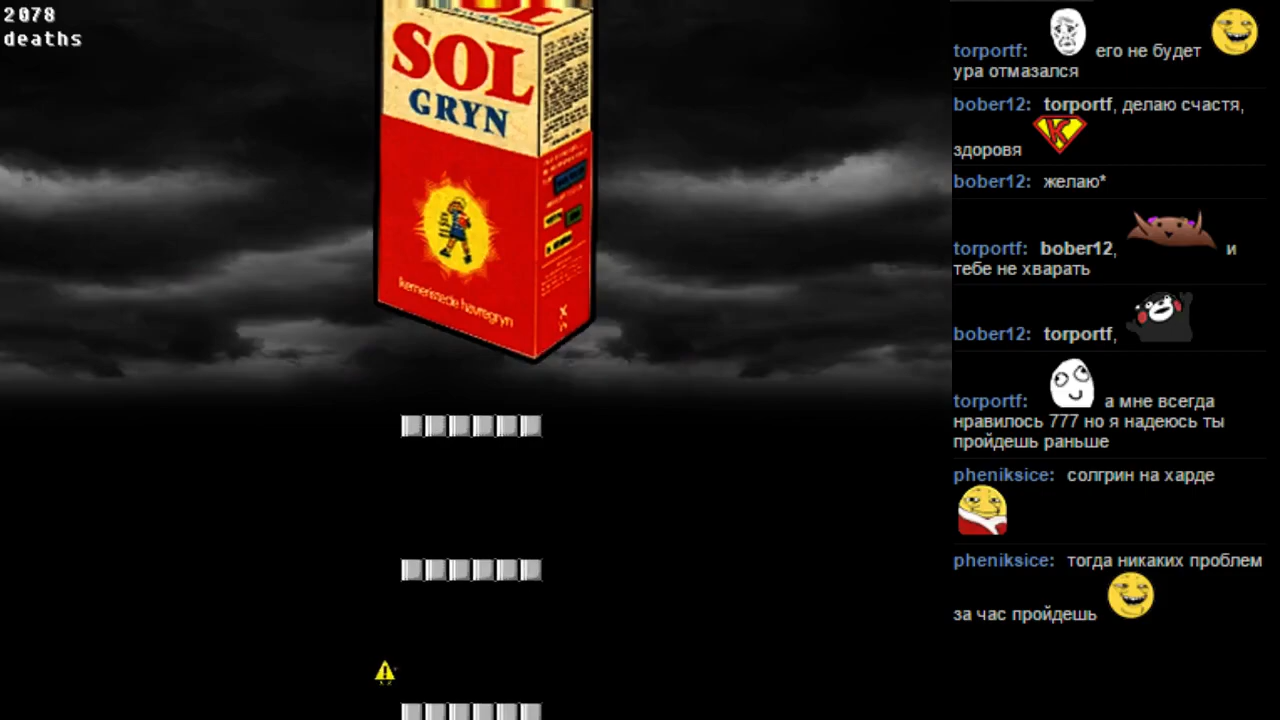 2078
deaths
SOL
SOL
GRYN
kerneristede havregryn
torportf: его не будет
ура отмазался
bober12: torportf, делаю счастя,
здоровя
K
bober12: желаю*
torportf: bober12, и
тебе не хварать
bober12: torportf,
torportf: а мне всегда
нравилось 777 но я надеюсь ты
пройдешь раньше
pheniksice: солгрин на харде
pheniksice: тогда никаких проблем
за час пройдешь